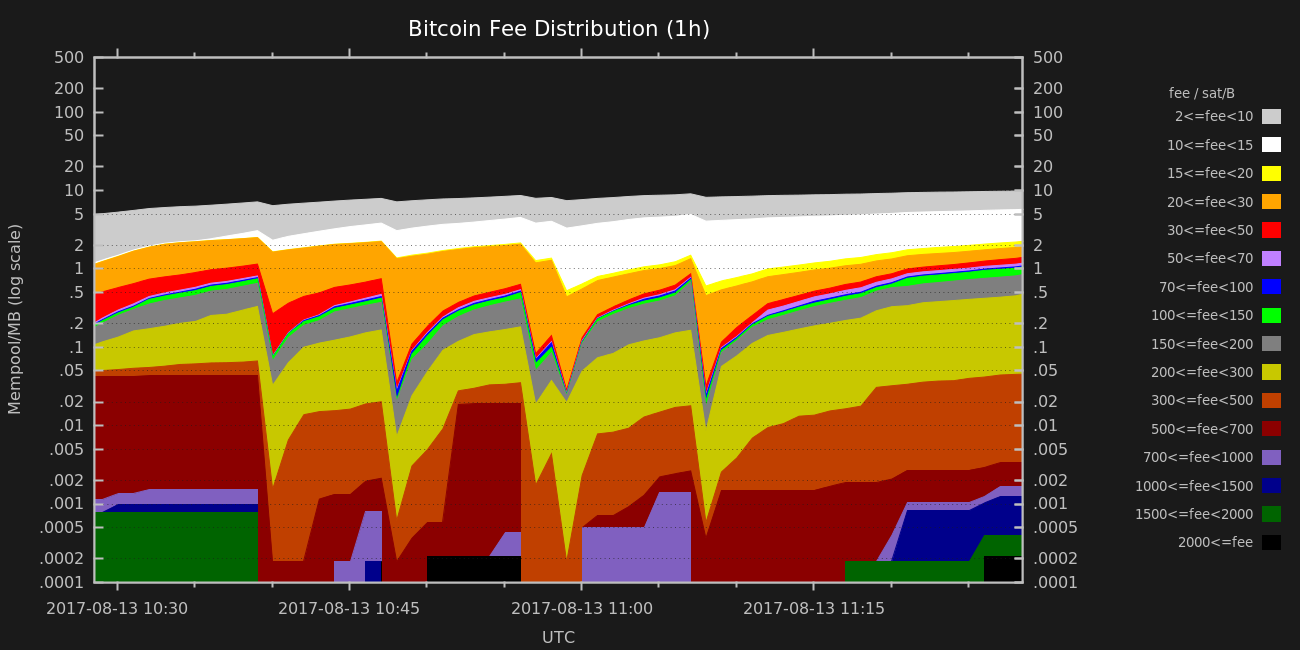 Bitcoin Fee Distribution (1h)
500
200
100
50
20
10
5
2
1
.5
.2
.1
.05
.02
.01
.005
.002
.001
.0005
.0002
.0001
Mempool/MB (log scale)
500
200
100
50
20
10
5
2
1
.5
.2
.1
.05
.02
.01
.005
.002
.001
.0005
.0002
.0001
2017-08-13 10:30
2017-08-13 10:45
2017-08-13 11:00
2017-08-13 11:15
UTC
fee / sat/B
2<=fee<10
10<=fee<15
15<=fee<20
20<=fee<30
30<=fee<50
50<=fee<70
70<=fee<100
100<=fee<150
150<=fee<200
200<=fee<300
300<=fee<500
500<=fee<700
700<=fee<1000
1000<=fee<1500
1500<=fee<2000
2000<=fee